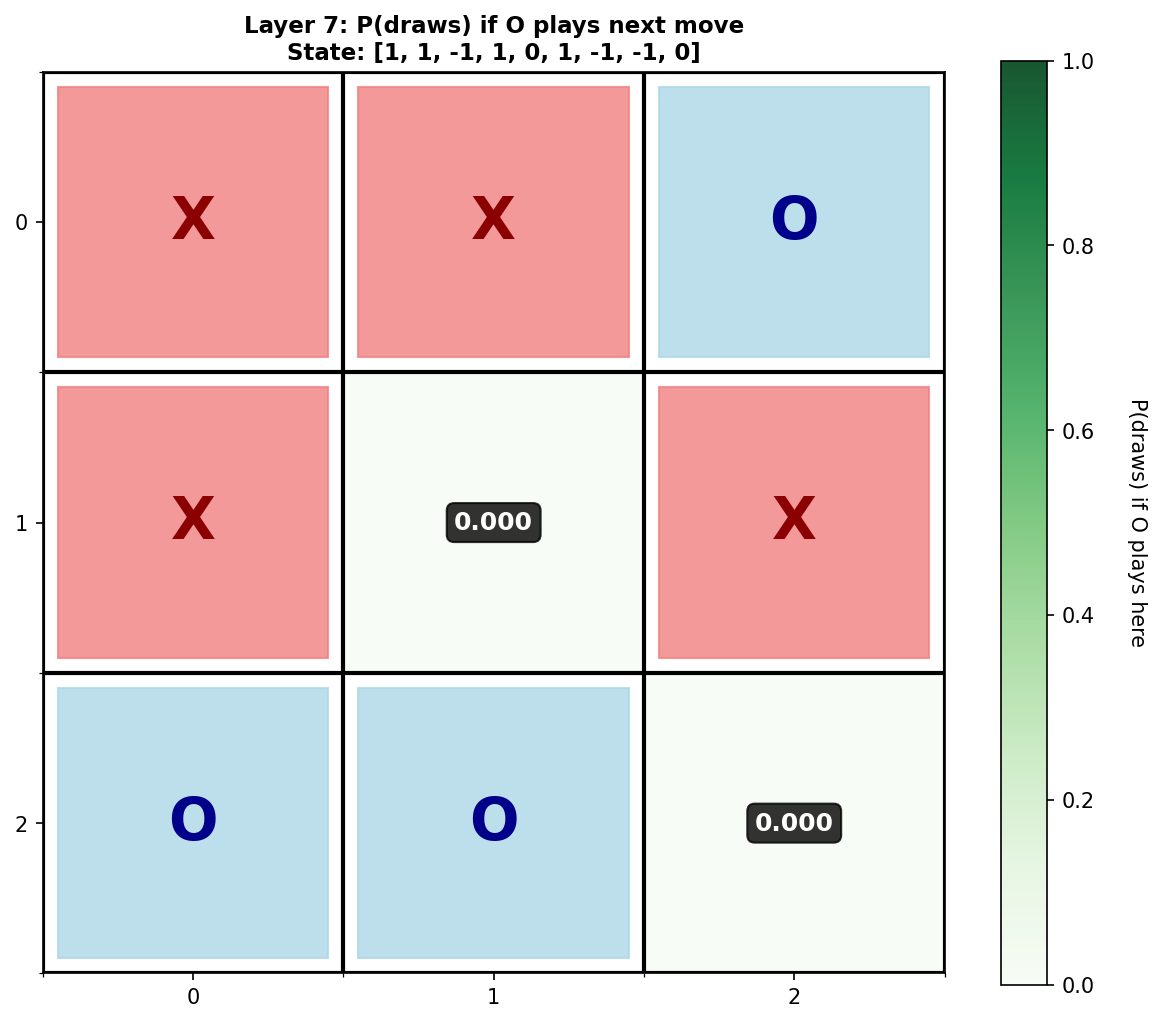 Layer 7: P(draws) if O plays next move
State: [1, 1, -1, 1, 0, 1, -1, -1, 0]
X
X
O
0
X
0.000
X
1
O
O
0.000
2
0
1
2
1.0
0.8
0.6
0.4
0.2
0.0
P(draws) if O plays here